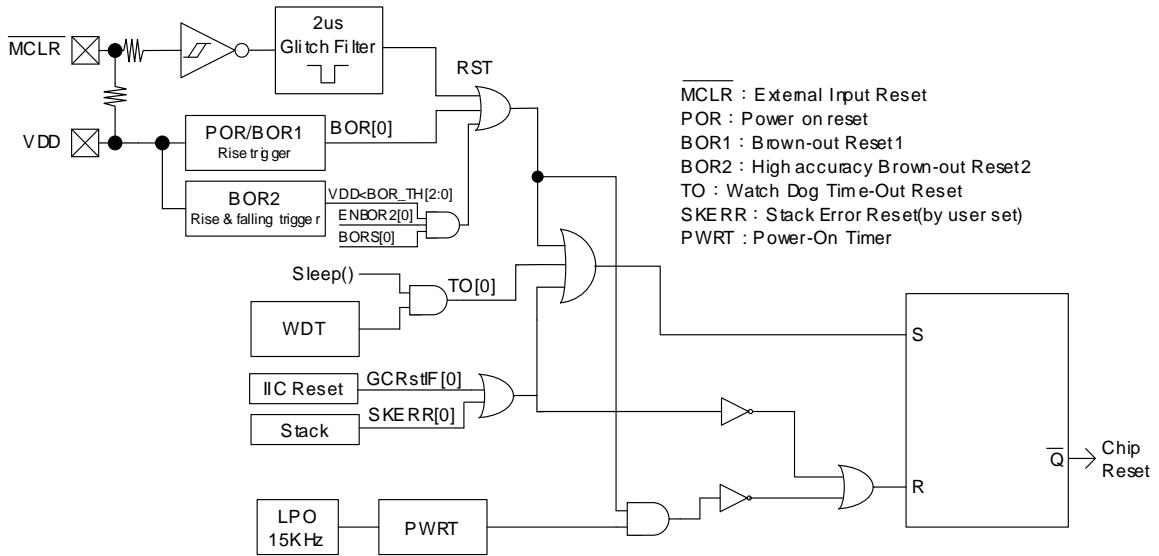 MCLR
VDD
2us
Glitch Filter
RST
POR/BOR1
Rise trigger
BOR[0]
BOR2
Rise & falling trigger
VDD<BOR_TH[2:0]
ENBOR2[0]
BORS[0]
MCLR : External Input Reset
POR : Power on reset
BOR1 : Brown-out Reset1
BOR2 : High accuracy Brown-out Reset2
TO : Watch Dog Time-Out Reset
SKERR : Stack Error Reset(by user set)
PWRT : Power-On Timer
Sleep()
TO[0]
WDT
IIC Reset
GCRstIF[0]
SKERR[0]
Stack
LPO
15KHz
PWRT
S
R
Q
Chip
Reset